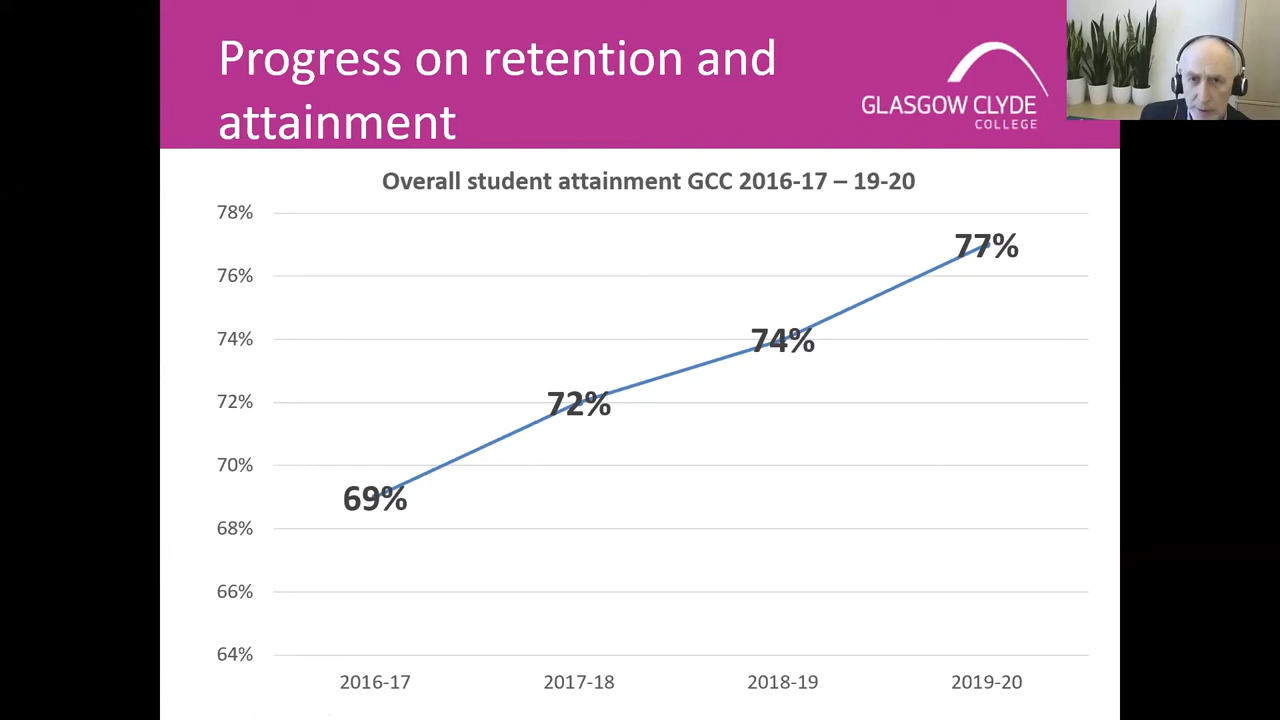 Progress on retention and
attainment
GLASGOW CLYDE
COLLEGE
Overall student attainment GCC 2016-17 – 19-20
78%
77%
76%
74%
74%
72%
72%
70%
69%
68%
66%
64%
2016-17 2017-18 2018-19 2019-20